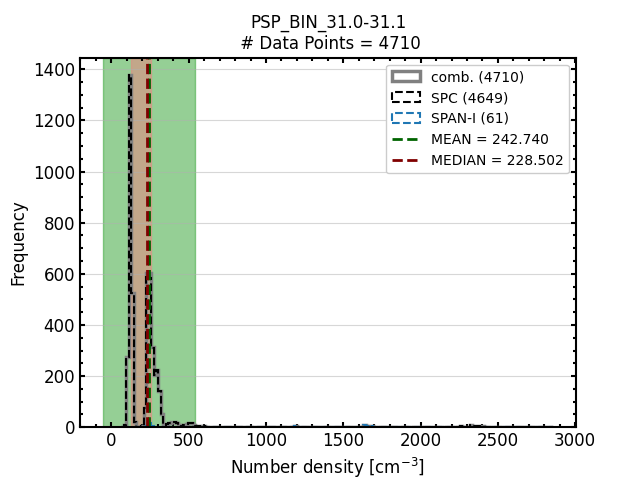 PSP_BIN_31.0-31.1
# Data Points = 4710
comb. (4710)
SPC (4649)
SPAN-I (61)
MEAN = 242.740
MEDIAN = 228.502
Frequency
1400
1200
1000
800
600
400
200
0
0 500 1000 1500 2000 2500 3000
Number density [cm⁻³]